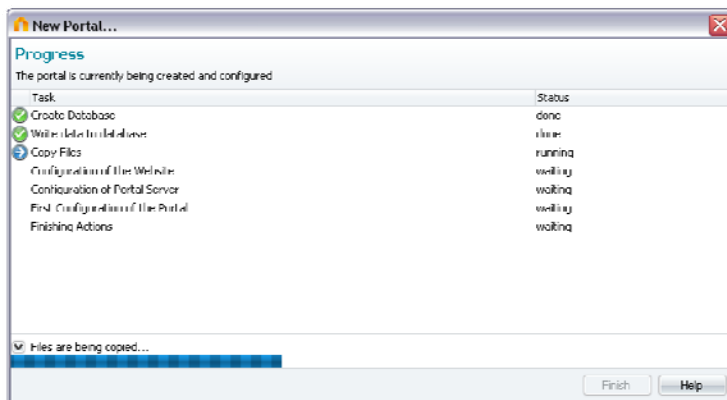 New Portal...
Progress
The portal is currently being created and configured
Task Status
Create Database done
Write data to database done
Copy Files running
Configuration of the Website waiting
Configuration of Portal Server waiting
First Configuration of the Portal waiting
Finishing Actions waiting
Files are being copied...
Finish Help